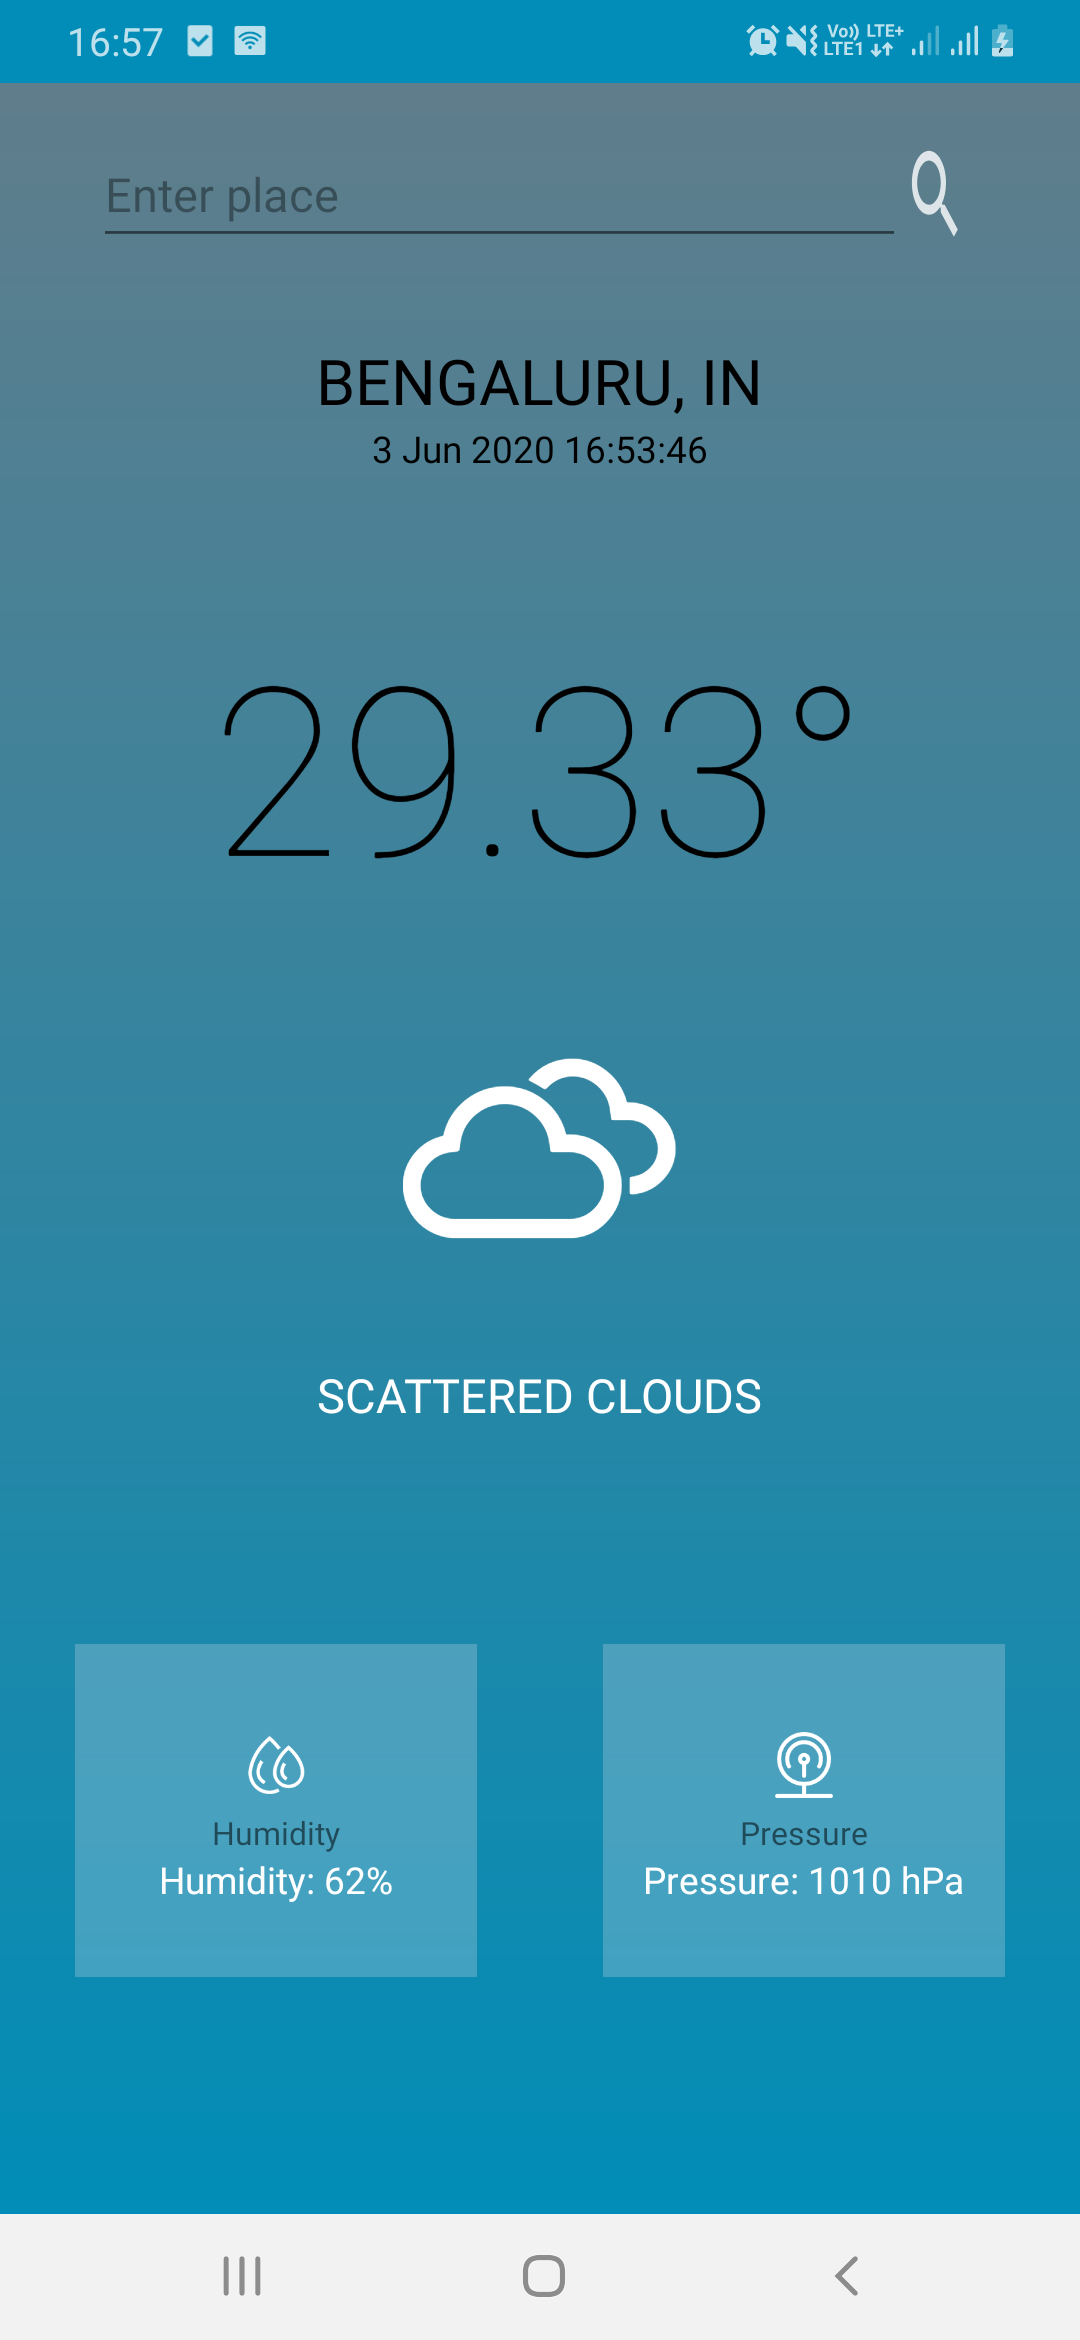 16:57
Vo)) LTE+
LTE1
Enter place
BENGALURU, IN
3 Jun 2020 16:53:46
29.33°
SCATTERED CLOUDS
Humidity
Humidity: 62%
Pressure
Pressure: 1010 hPa